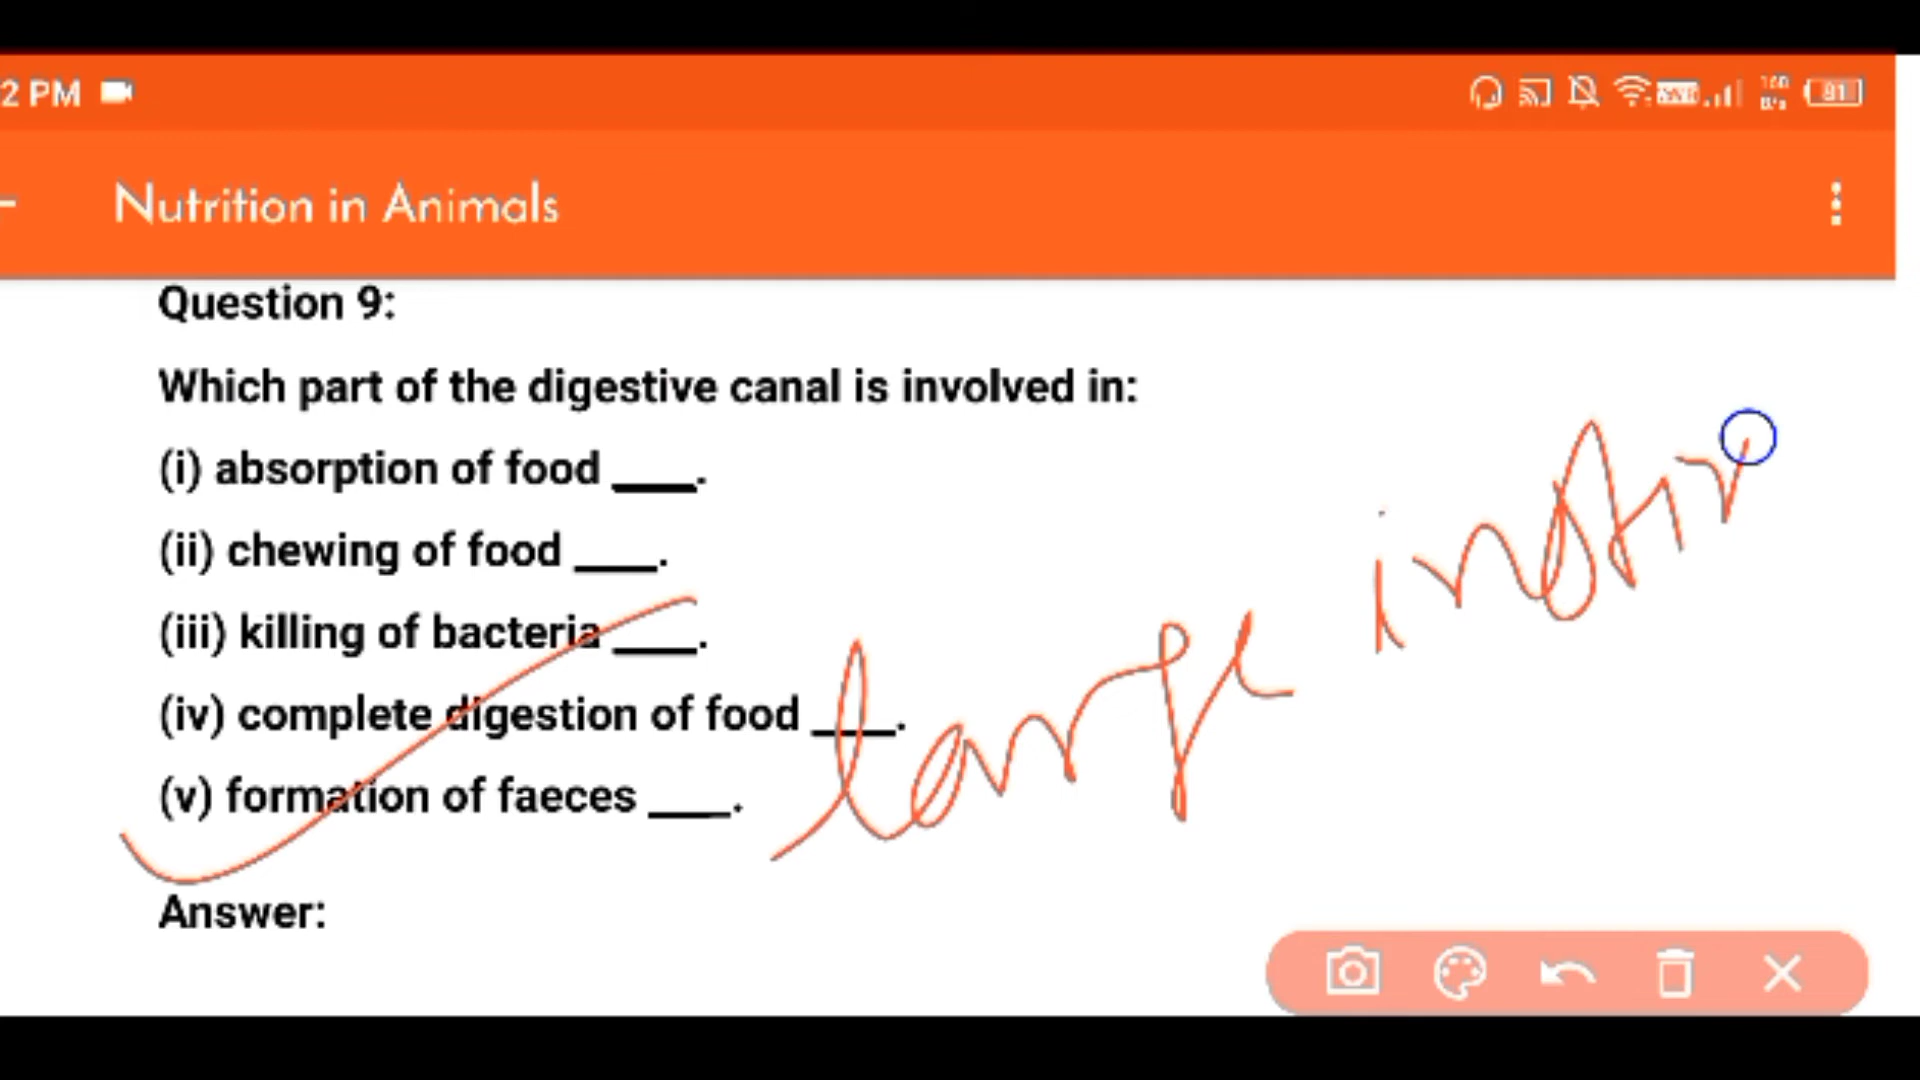 2 PM
160 B/s 81
Nutrition in Animals
Question 9:
Which part of the digestive canal is involved in:
(i) absorption of food ____.
(ii) chewing of food ____.
(iii) killing of bacteria ____.
(iv) complete digestion of food ____.
(v) formation of faeces ____.
large
Answer: